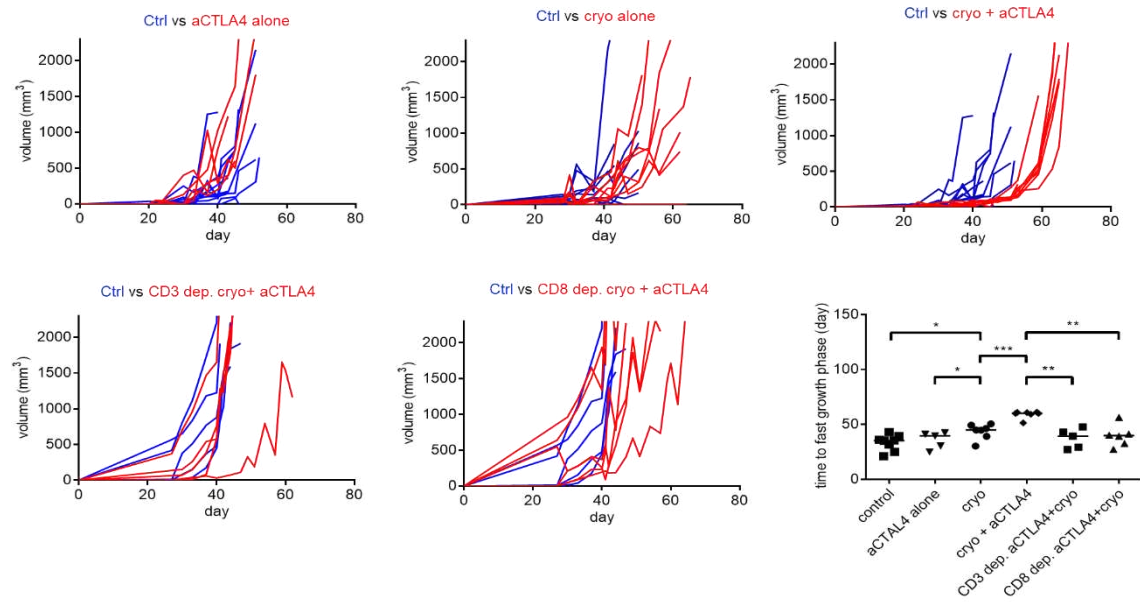 Ctrl vs aCTLA4 alone
volume (mm³)
2000
1500
1000
500
0
0 20 40 60 80
day
Ctrl vs cryo alone
volume (mm³)
2000
1500
1000
500
0
0 20 40 60 80
day
Ctrl vs cryo + aCTLA4
volume (mm³)
2000
1500
1000
500
0
0 20 40 60 80
day
Ctrl vs CD3 dep. cryo+ aCTLA4
volume (mm³)
2000
1500
1000
500
0
0 20 40 60 80
day
Ctrl vs CD8 dep. cryo + aCTLA4
volume (mm³)
2000
1500
1000
500
0
0 20 40 60 80
day
time to fast growth phase (day)
150
100
50
0
* **
***
* **
control
aCTAL4 alone
cryo
cryo + aCTLA4
CD3 dep. aCTLA4+cryo
CD8 dep. aCTLA4+cryo